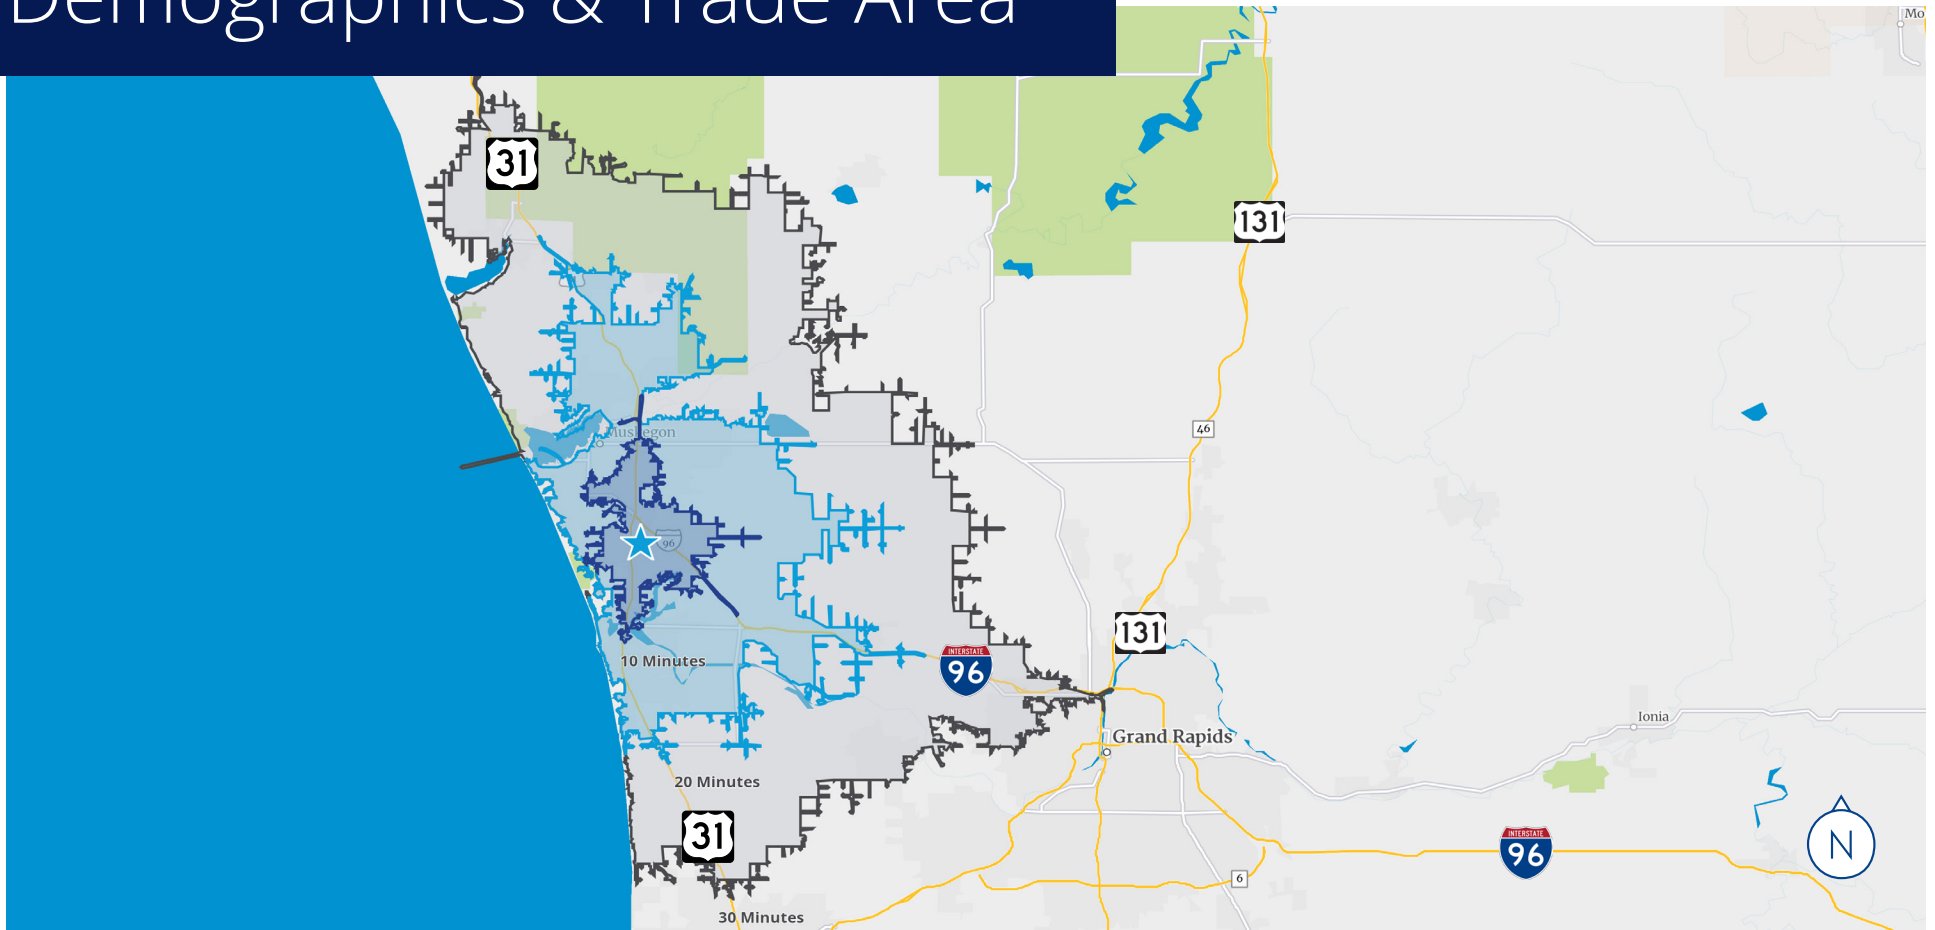 Demographics & Trade Area
Mo
31
131
Muskegon
46
96
10 Minutes
INTERSTATE
96
131
Grand Rapids
Ionia
20 Minutes
31
INTERSTATE
96
N
6
30 Minutes